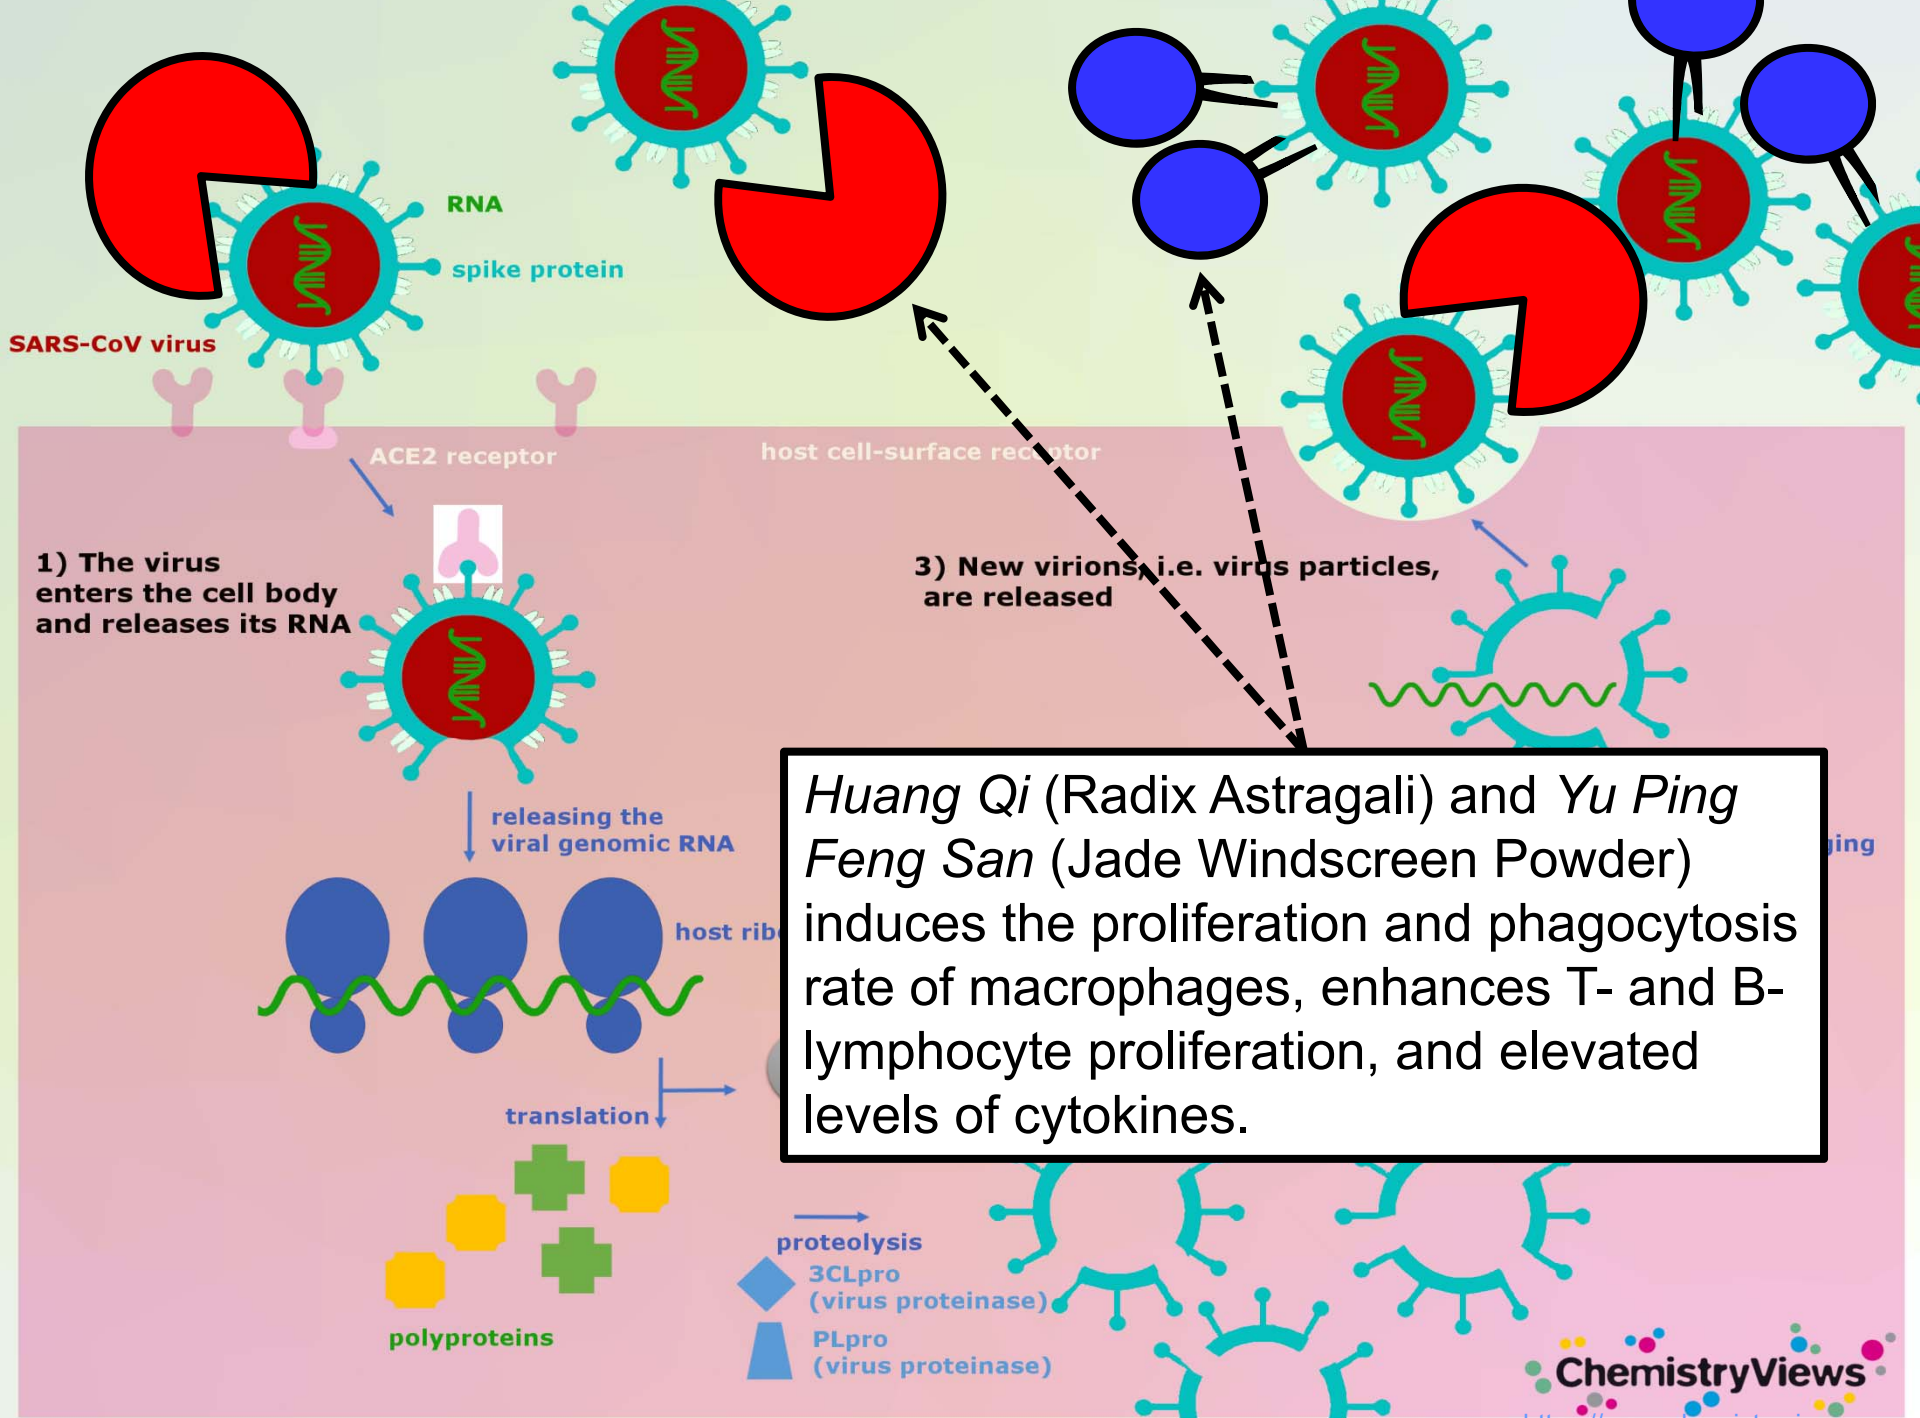 RNA
spike protein
SARS-CoV virus
ACE2 receptor
host cell-surface receptor
1) The virus
enters the cell body
and releases its RNA
3) New virions, i.e. virus particles,
are released
releasing the
viral genomic RNA
host
Huang Qi (Radix Astragali) and Yu Ping
Feng San (Jade Windscreen Powder)
induces the proliferation and phagocytosis
rate of macrophages, enhances T- and B-
lymphocyte proliferation, and elevated
levels of cytokines.
translation
proteolysis
3CLpro
(virus proteinase)
PLpro
(virus proteinase)
polyproteins
ChemistryViews